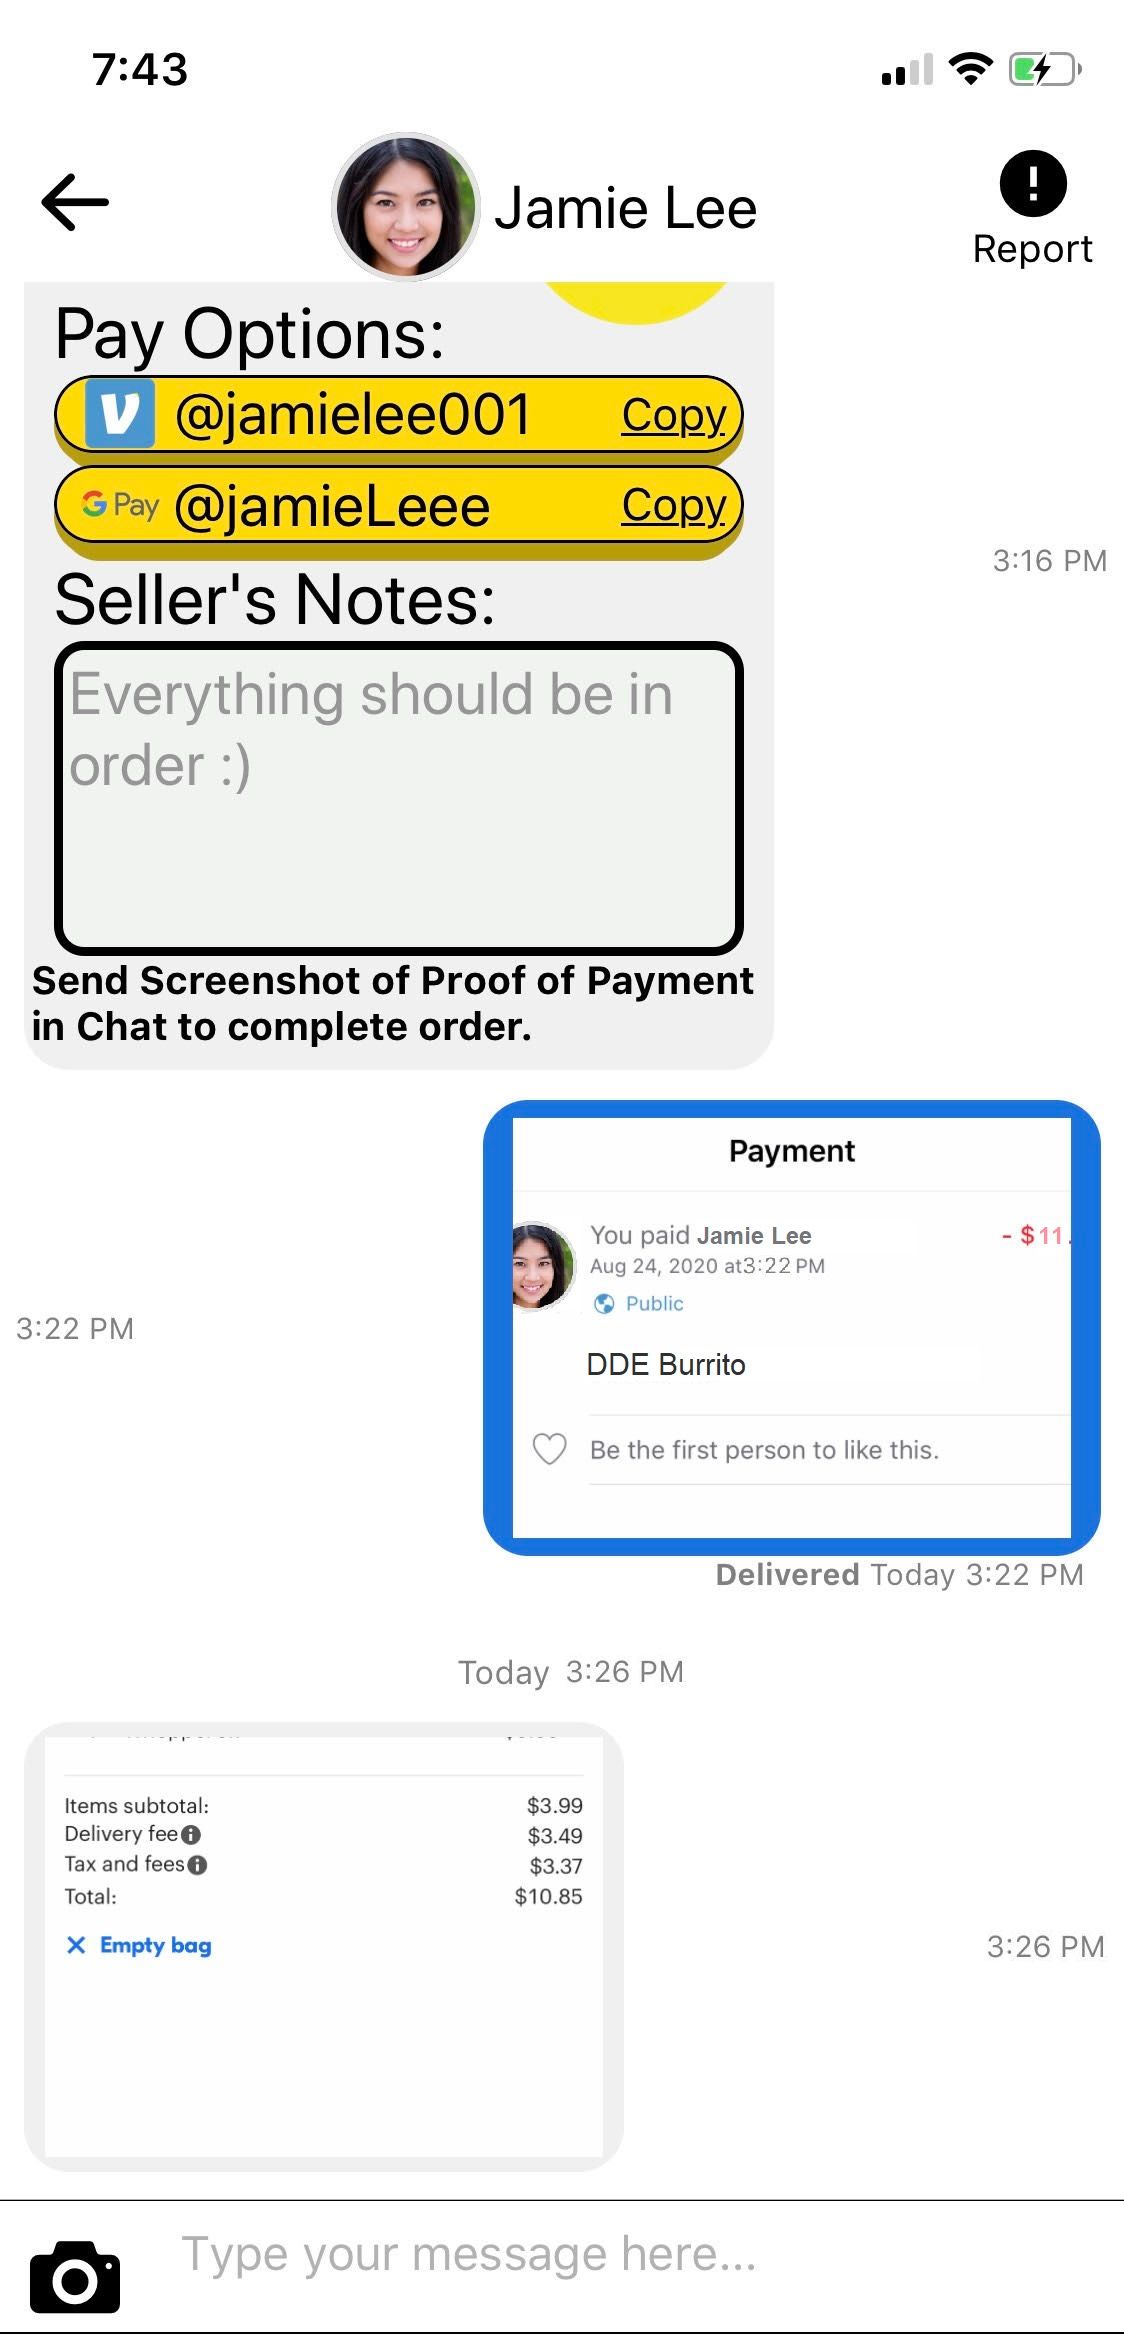 7:43
Jamie Lee
Report
Pay Options:
@jamielee001 Copy
G Pay @jamieLeee Copy
3:16 PM
Seller's Notes:
Everything should be in
order :)
Send Screenshot of Proof of Payment
in Chat to complete order.
Payment
You paid Jamie Lee - $11.
Aug 24, 2020 at3:22 PM
Public
3:22 PM
DDE Burrito
Be the first person to like this.
Delivered Today 3:22 PM
Today 3:26 PM
Items subtotal: $3.99
Delivery fee $3.49
Tax and fees $3.37
Total: $10.85
Empty bag
3:26 PM
Type your message here...